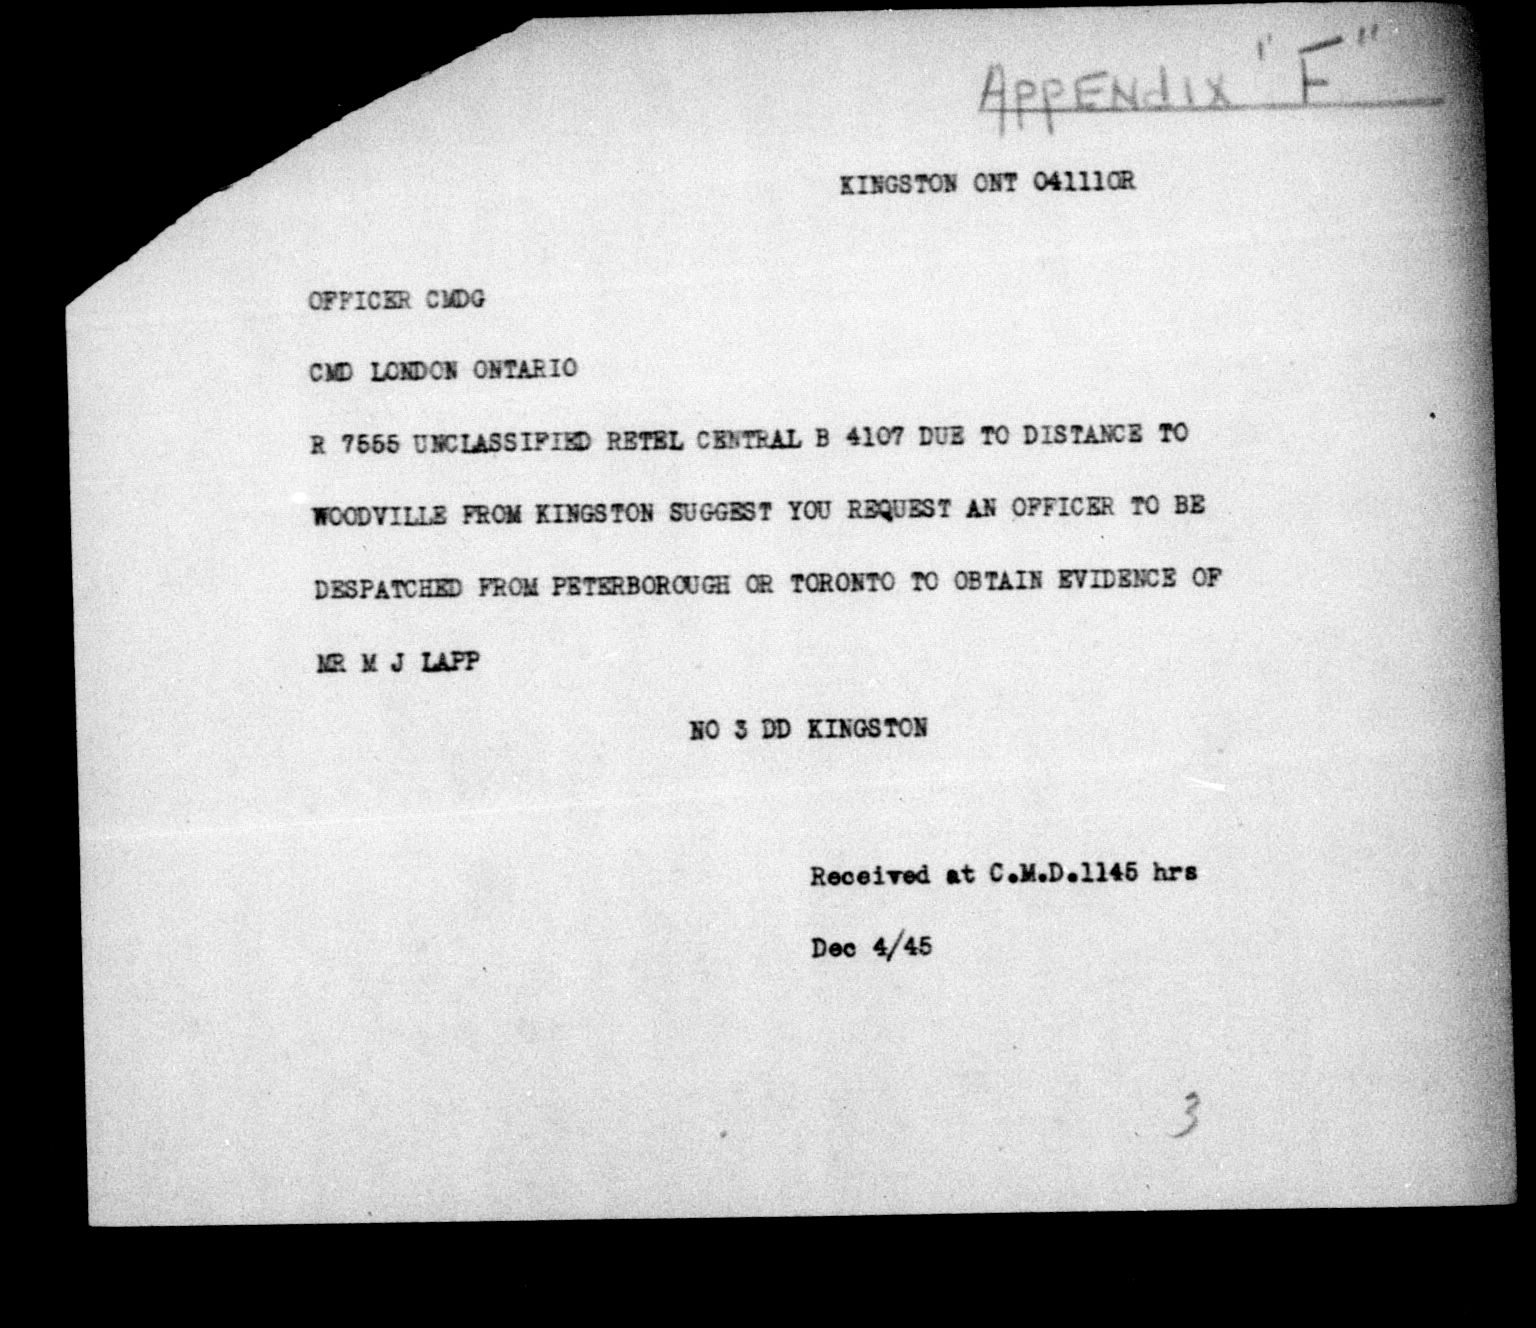 APPENdix "F"
KINGSTON ONT 041110R
OFFICER CMDG
CMD LONDON ONTARIO
R 7555 UNCLASSIFIED RETEL CENTRAL B 4107 DUE TO DISTANCE TO
WOODVILLE FROM KINGSTON SUGGEST YOU REQUEST AN OFFICER TO BE
DESPATCHED FROM PETERBOROUGH OR TORONTO TO OBTAIN EVIDENCE OF
MR M J LAPP
NO 3 DD KINGSTON
Received at C.M.D.1145 hrs
Dec 4/45
3